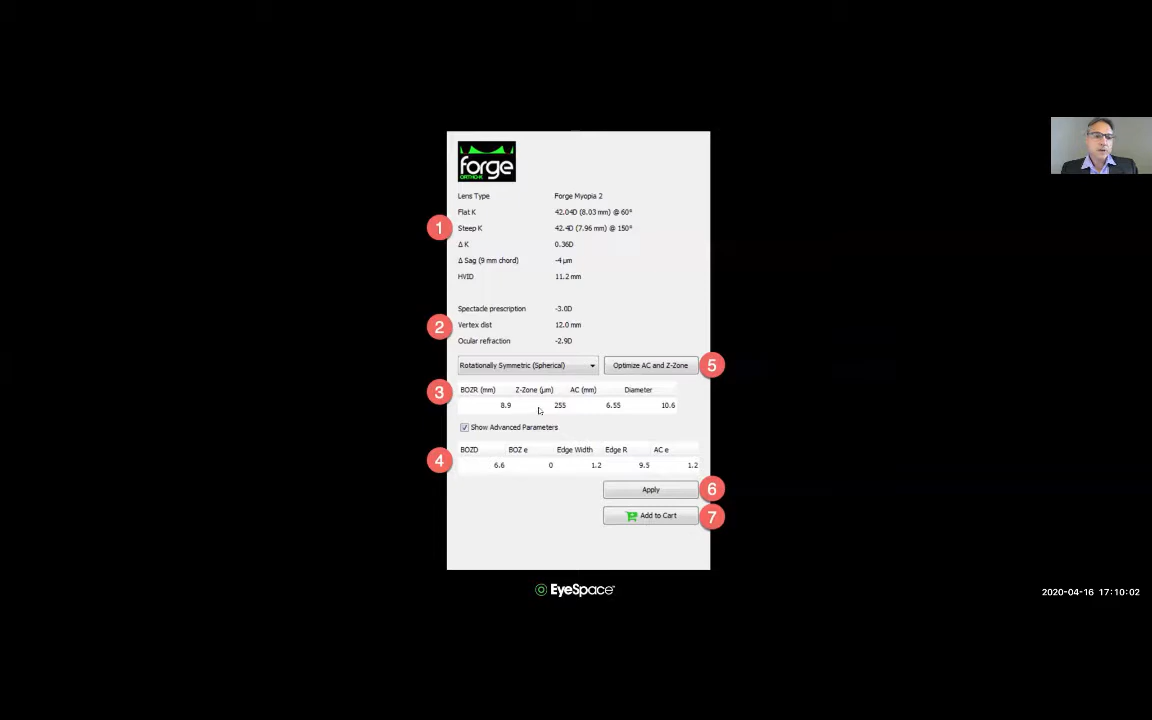 forge
ORTHO-K
Lens Type Forge Myopia 2
Flat K 42.04D (8.03 mm) @ 60°
1 Steep K 42.4D (7.96 mm) @ 150°
Δ K 0.36D
Δ Sag (9 mm chord) -4 µm
HVID 11.2 mm
Spectacle prescription -3.0D
2 Vertex dist 12.0 mm
Ocular refraction -2.9D
Rotationally Symmetric (Spherical) Optimize AC and Z-Zone 5
3 BOZR (mm) Z-Zone (µm) AC (mm) Diameter
8.9 255 6.55 10.6
Show Advanced Parameters
4 BOZD BOZ e Edge Width Edge R AC e
6.6 0 1.2 9.5 1.2
Apply 6
Add to Cart 7
EyeSpace™
2020-04-16 17:10:02